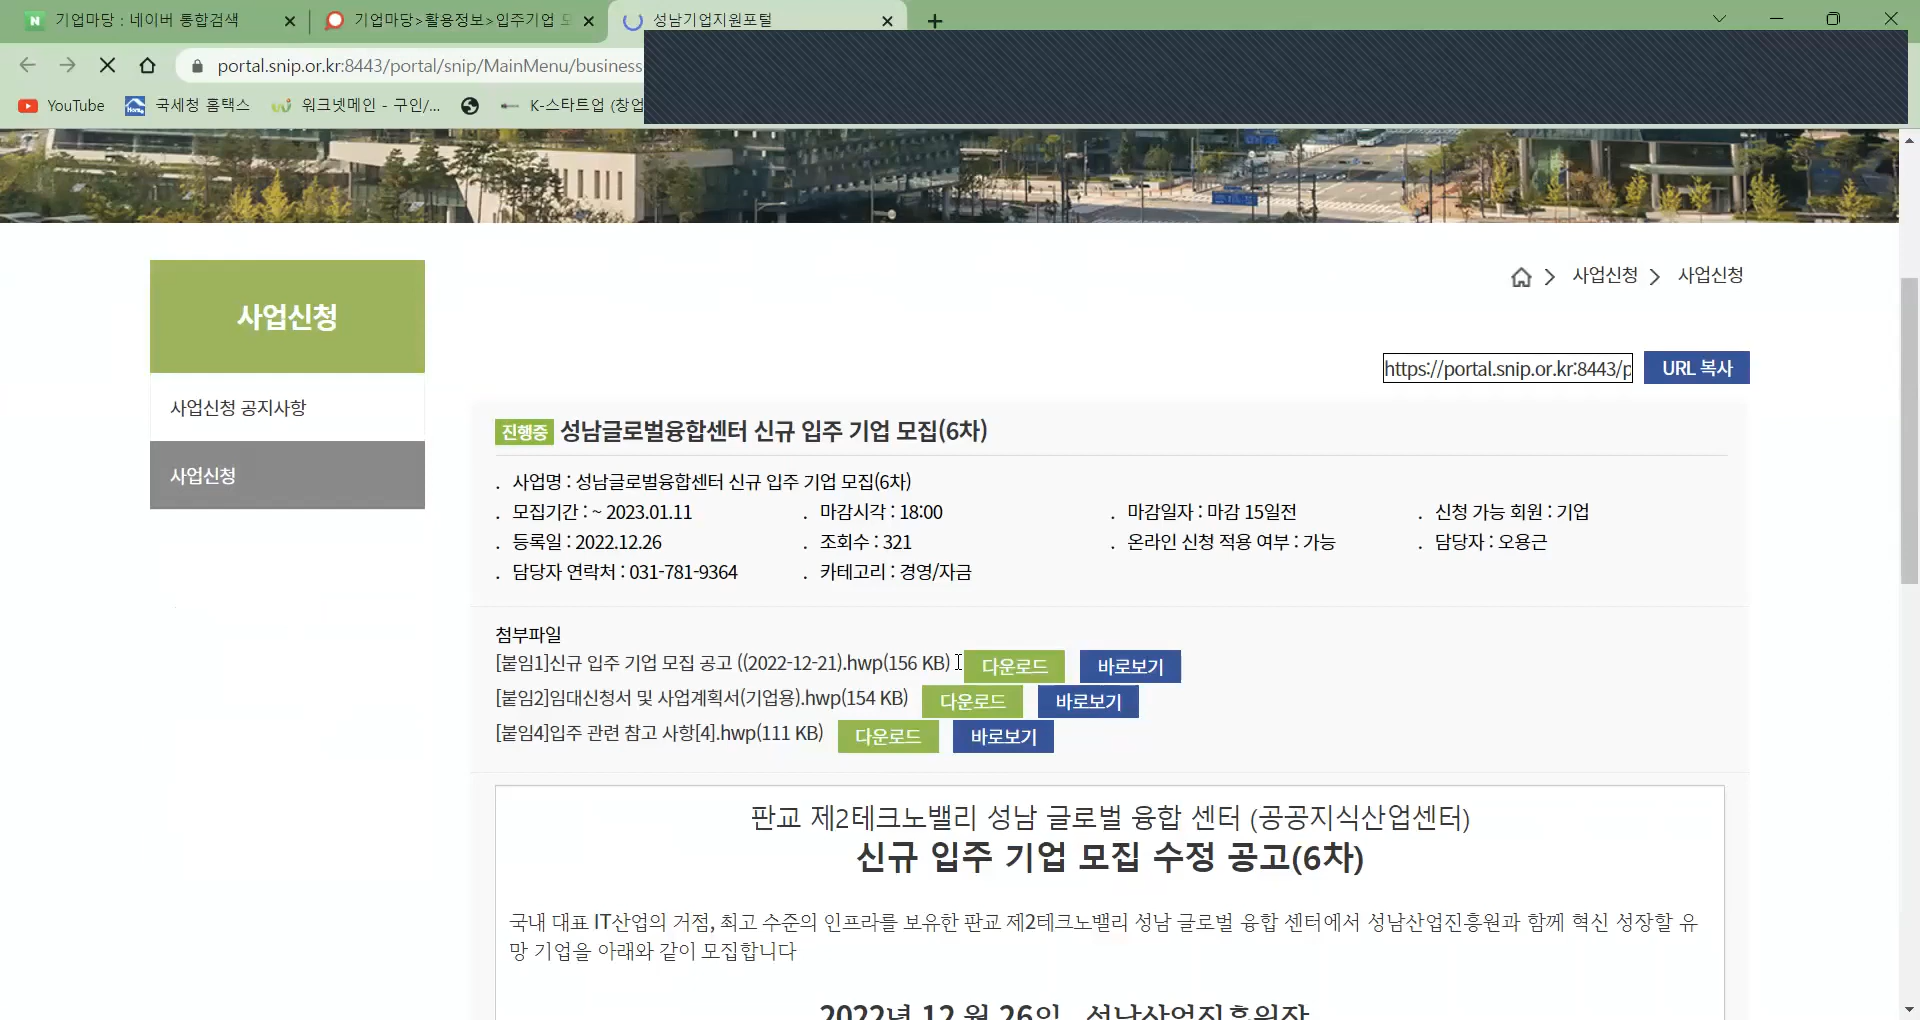 기업마당 : 네이버 통합검색
기업마당>활용정보>입주기업 모
성남기업지원포털
portal.snip.or.kr:8443/portal/snip/MainMenu/business
YouTube
국세청 홈택스
워크넷메인 - 구인/...
K-스타트업 (창업
사업신청 > 사업신청
사업신청
사업신청 공지사항
사업신청
https://portal.snip.or.kr:8443/p
URL 복사
진행중 성남글로벌융합센터 신규 입주 기업 모집(6차)
. 사업명 : 성남글로벌융합센터 신규 입주 기업 모집(6차)
. 모집기간 : ~ 2023.01.11 . 마감시각 : 18:00 . 마감일자 : 마감 15일전 . 신청 가능 회원 : 기업
. 등록일 : 2022.12.26 . 조회수 : 321 . 온라인 신청 적용 여부 : 가능 . 담당자 : 오용근
. 담당자 연락처 : 031-781-9364 . 카테고리 : 경영/자금
첨부파일
[붙임1]신규 입주 기업 모집 공고 ((2022-12-21).hwp(156 KB) 다운로드 바로보기
[붙임2]임대신청서 및 사업계획서(기업용).hwp(154 KB) 다운로드 바로보기
[붙임4]입주 관련 참고 사항[4].hwp(111 KB) 다운로드 바로보기
판교 제2테크노밸리 성남 글로벌 융합 센터 (공공지식산업센터)
신규 입주 기업 모집 수정 공고(6차)
국내 대표 IT산업의 거점, 최고 수준의 인프라를 보유한 판교 제2테크노밸리 성남 글로벌 융합 센터에서 성남산업진흥원과 함께 혁신 성장할 유
망 기업을 아래와 같이 모집합니다
2022년 12 월 26일 성남산업진흥원장